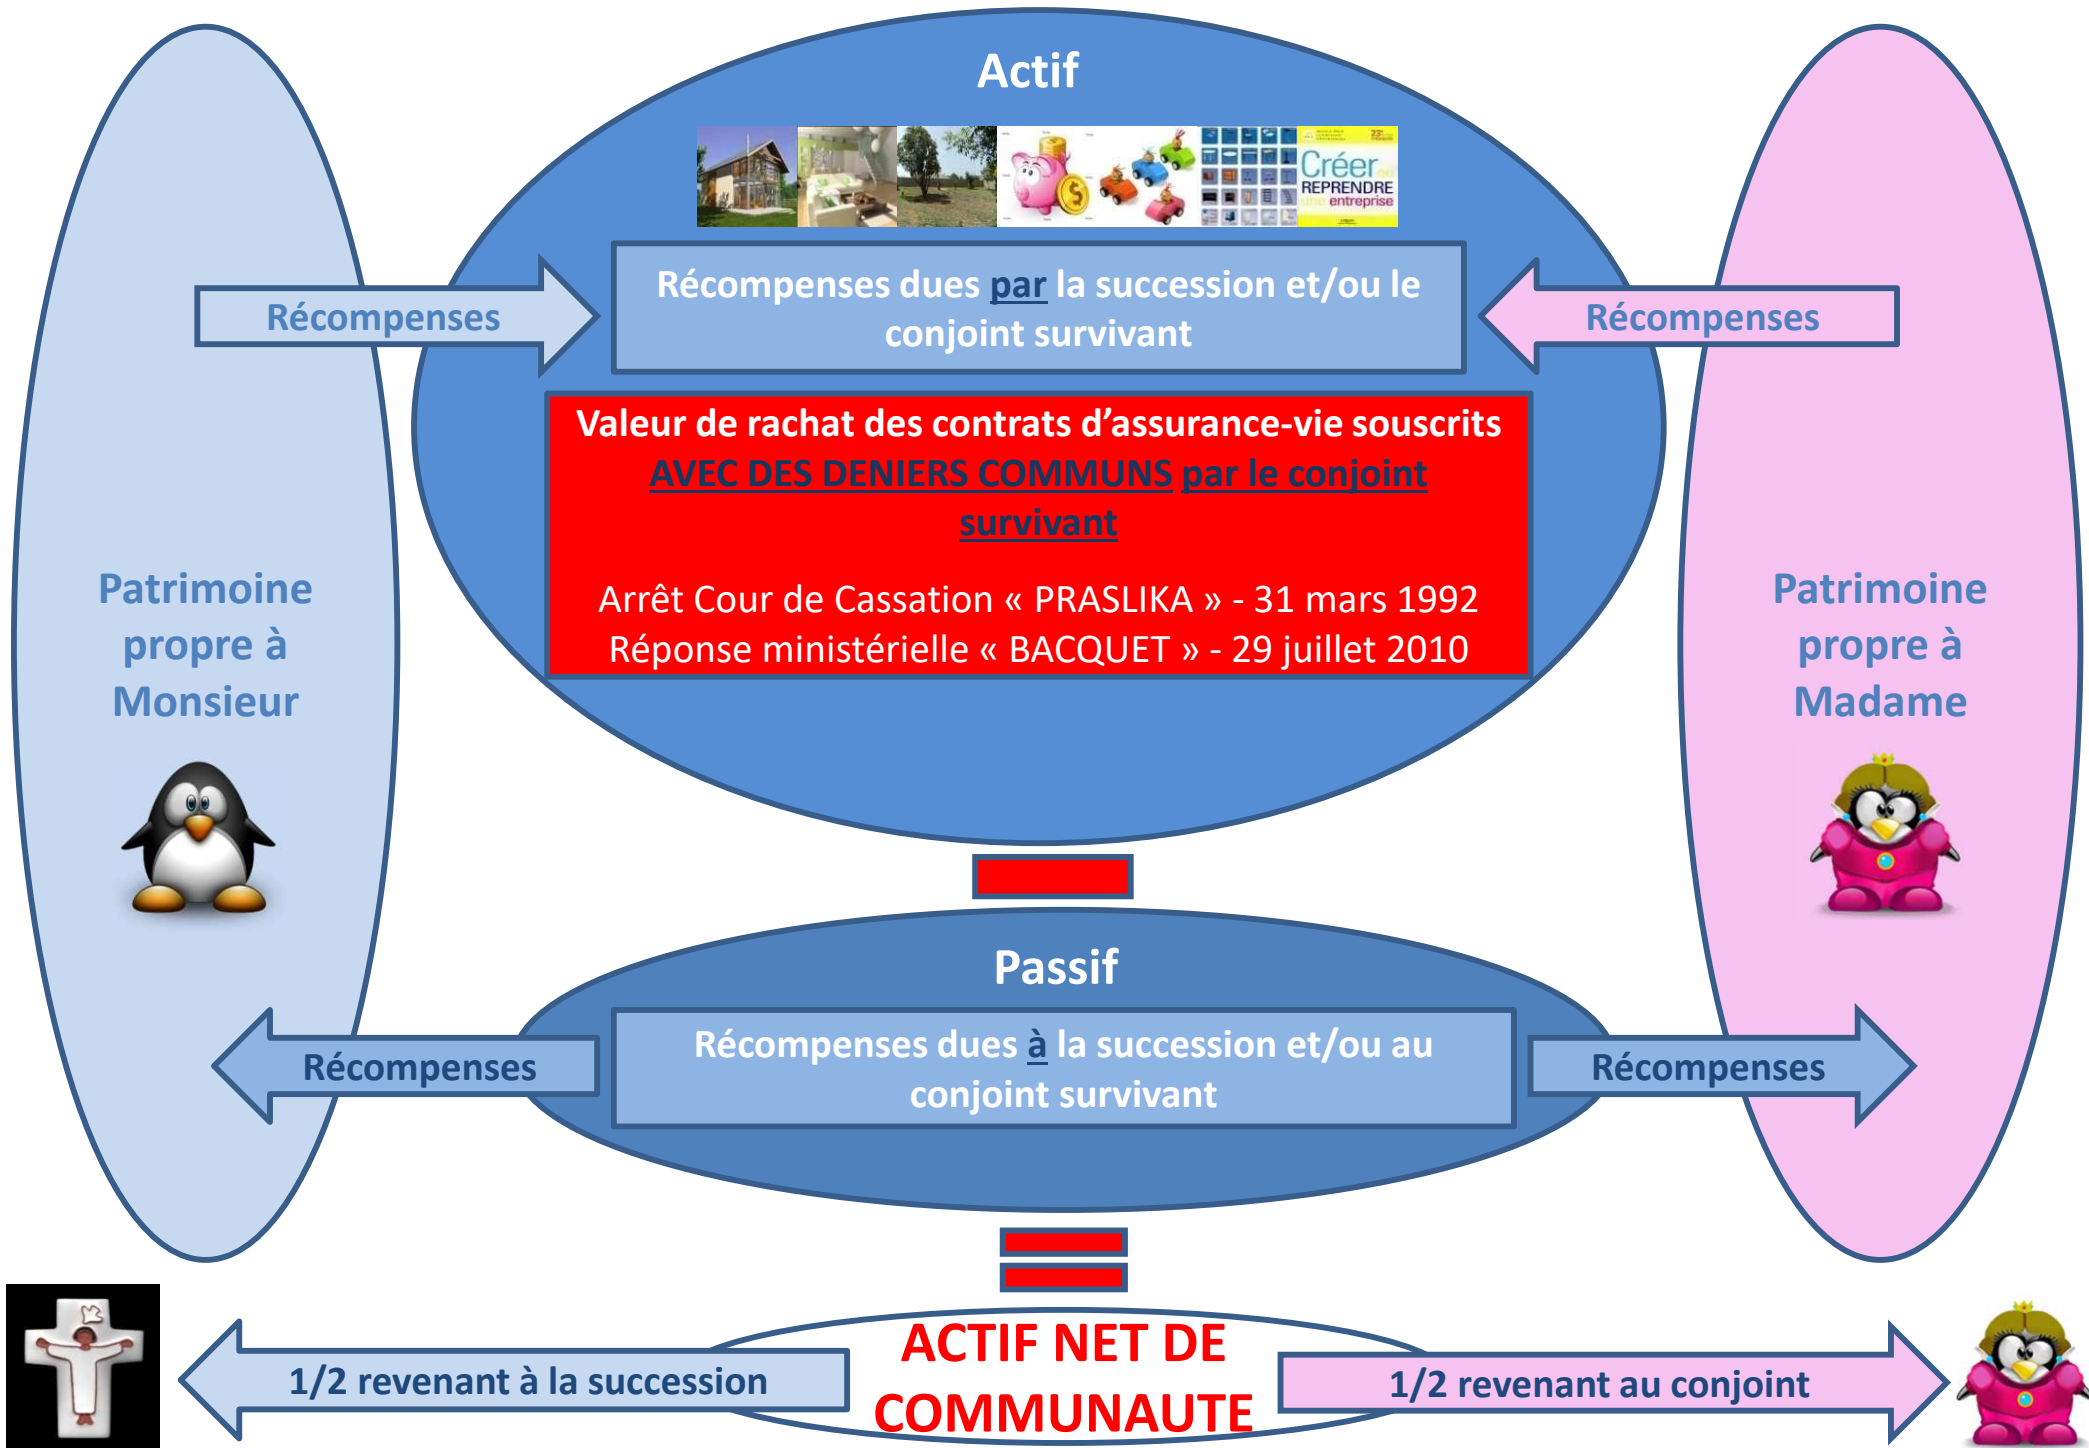 Actif
Créer ou
REPRENDRE
une entreprise
Récompenses
Récompenses dues par la succession et/ou le
conjoint survivant
Récompenses
Valeur de rachat des contrats d’assurance-vie souscrits
AVEC DES DENIERS COMMUNS par le conjoint
survivant
Arrêt Cour de Cassation « PRASLIKA » - 31 mars 1992
Réponse ministérielle « BACQUET » - 29 juillet 2010
Patrimoine
propre à
Monsieur
Patrimoine
propre à
Madame
Passif
Récompenses
Récompenses dues à la succession et/ou au
conjoint survivant
Récompenses
ACTIF NET DE
COMMUNAUTE
1/2 revenant à la succession
1/2 revenant au conjoint